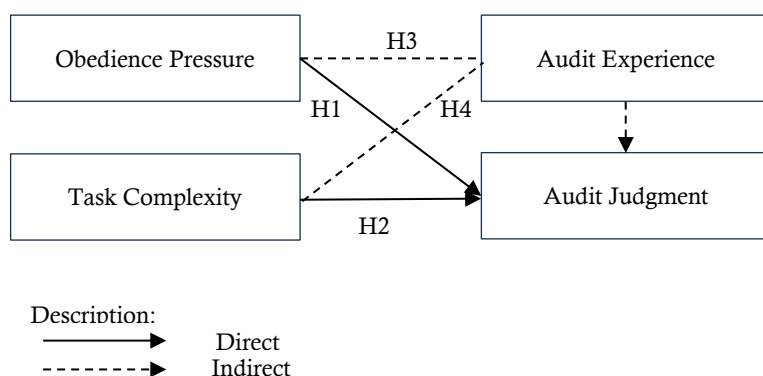 Obedience Pressure
H3
Audit Experience
H1
H4
Task Complexity
H2
Audit Judgment
Description:
Direct
Indirect